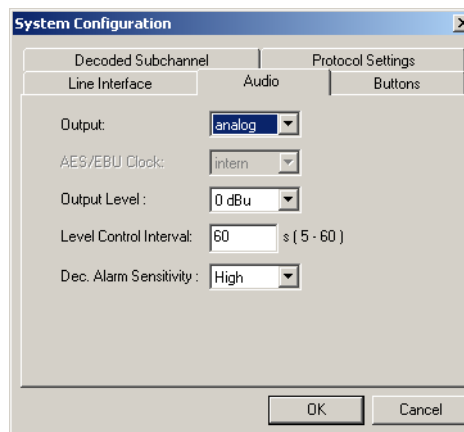 System Configuration
Decoded Subchannel
Protocol Settings
Line Interface
Audio
Buttons
Output:
analog
AES/EBU Clock:
intern
Output Level :
0 dBu
Level Control Interval:
60
s ( 5 - 60 )
Dec. Alarm Sensitivity :
High
OK
Cancel